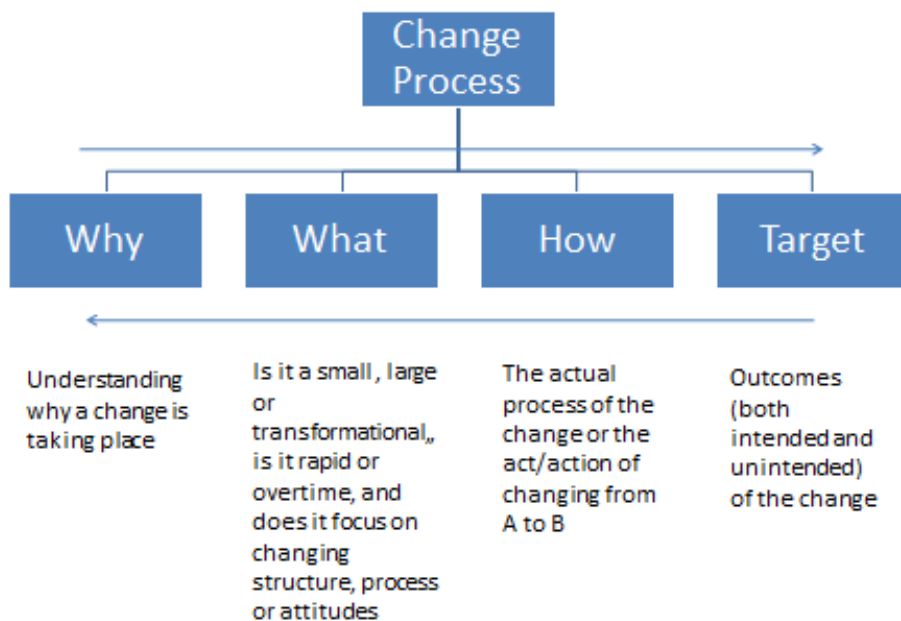 Change
Process
Why
What
How
Target
Understanding
why a change is
taking place
Is it a small, large
or
transformational,,
is it rapid or
overtime, and
does it focus on
changing
structure, process
or attitudes
The actual
process of the
change or the
act/action of
changing from
A to B
Outcomes
(both
intended and
unintended)
of the change